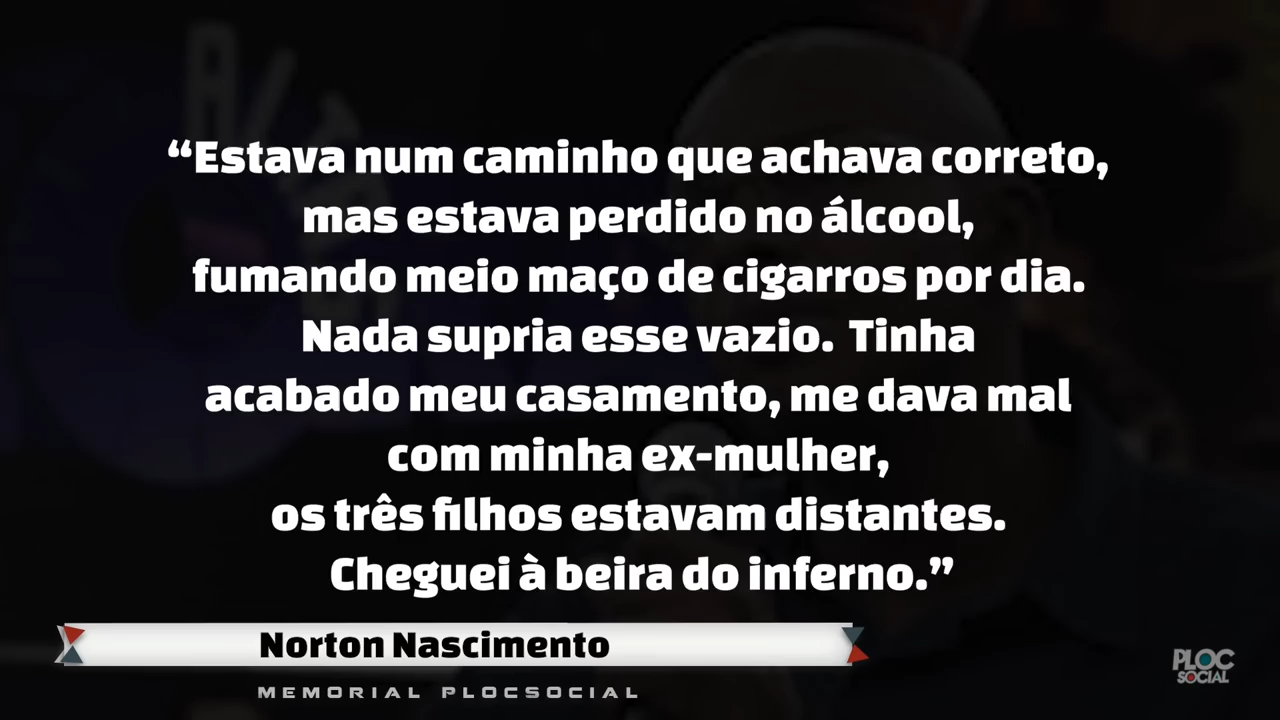 “Estava num caminho que achava correto,
mas estava perdido no álcool,
fumando meio maço de cigarros por dia.
Nada supria esse vazio. Tinha
acabado meu casamento, me dava mal
com minha ex-mulher,
os três filhos estavam distantes.
Cheguei à beira do inferno.”
Norton Nascimento
MEMORIAL PLOCSOCIAL
PLOC
SOCIAL